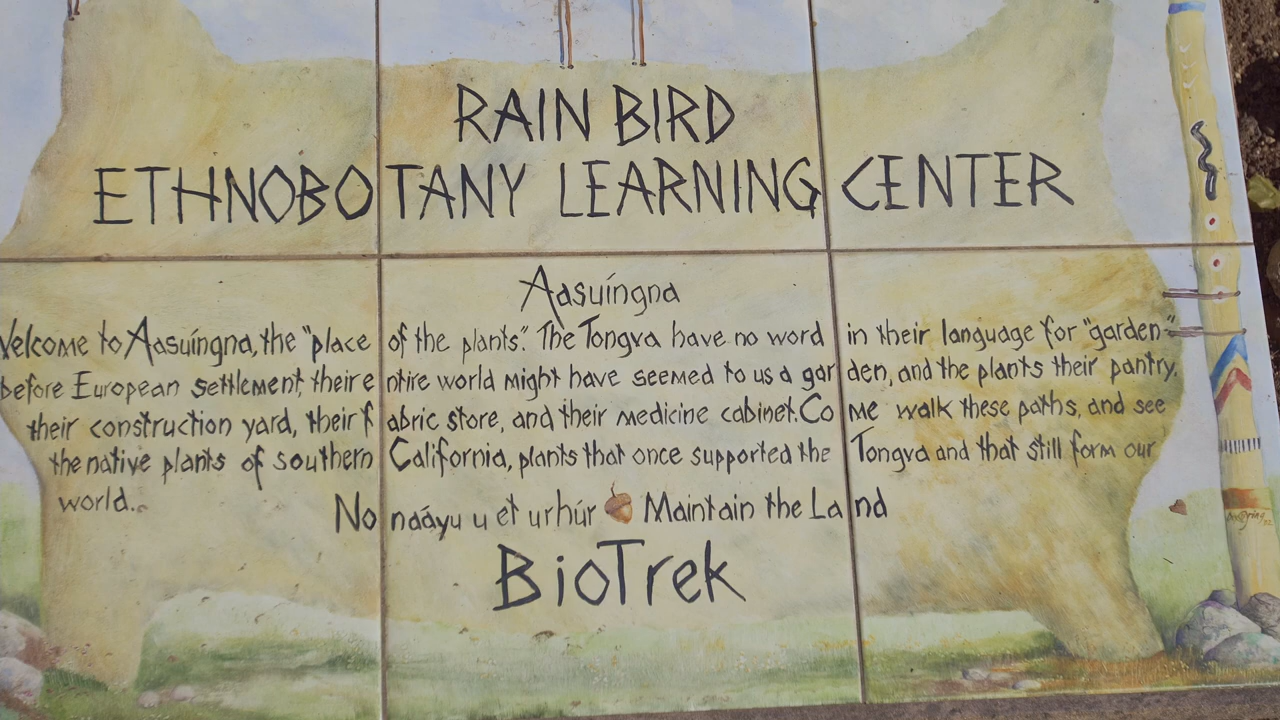 RAIN BIRD
ETHNOBOTANY LEARNING CENTER
Aasuíngna
Welcome to Aasuíngna, the "place of the plants". The Tongva have no word in their language for "garden"-
before European settlement, their entire world might have seemed to us a garden, and the plants their pantry,
their construction yard, their fabric store, and their medicine cabinet. Come walk these paths, and see
the native plants of southern California, plants that once supported the Tongva and that still form our
world.
No naáyu u et urhúr Maintain the Land
BioTrek